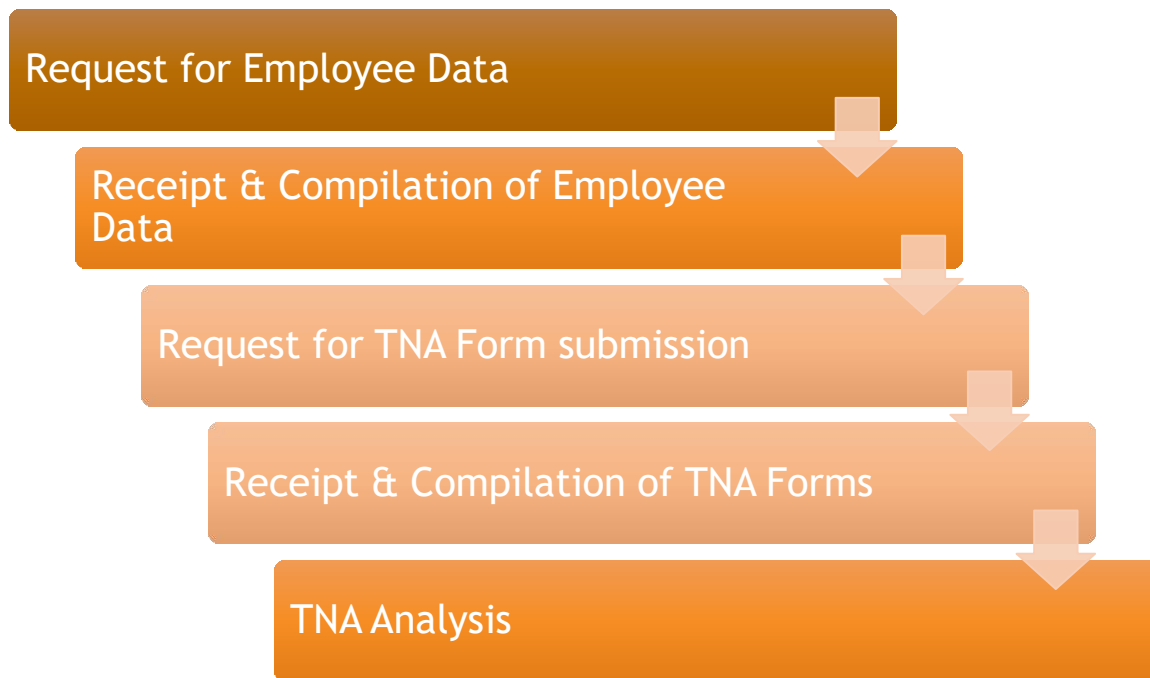 Request for Employee Data
Receipt & Compilation of Employee
Data
Request for TNA Form submission
Receipt & Compilation of TNA Forms
TNA Analysis